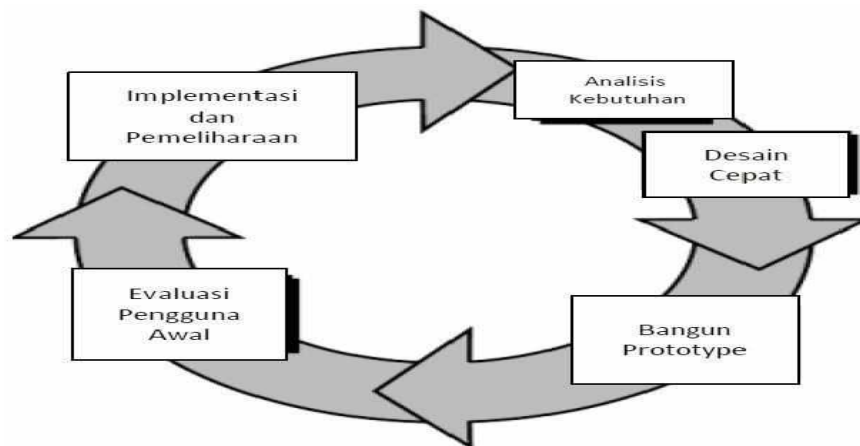 Implementasi
dan
Pemeliharaan
Analisis
Kebutuhan
Desain
Cepat
Bangun
Prototype
Evaluasi
Pengguna
Awal